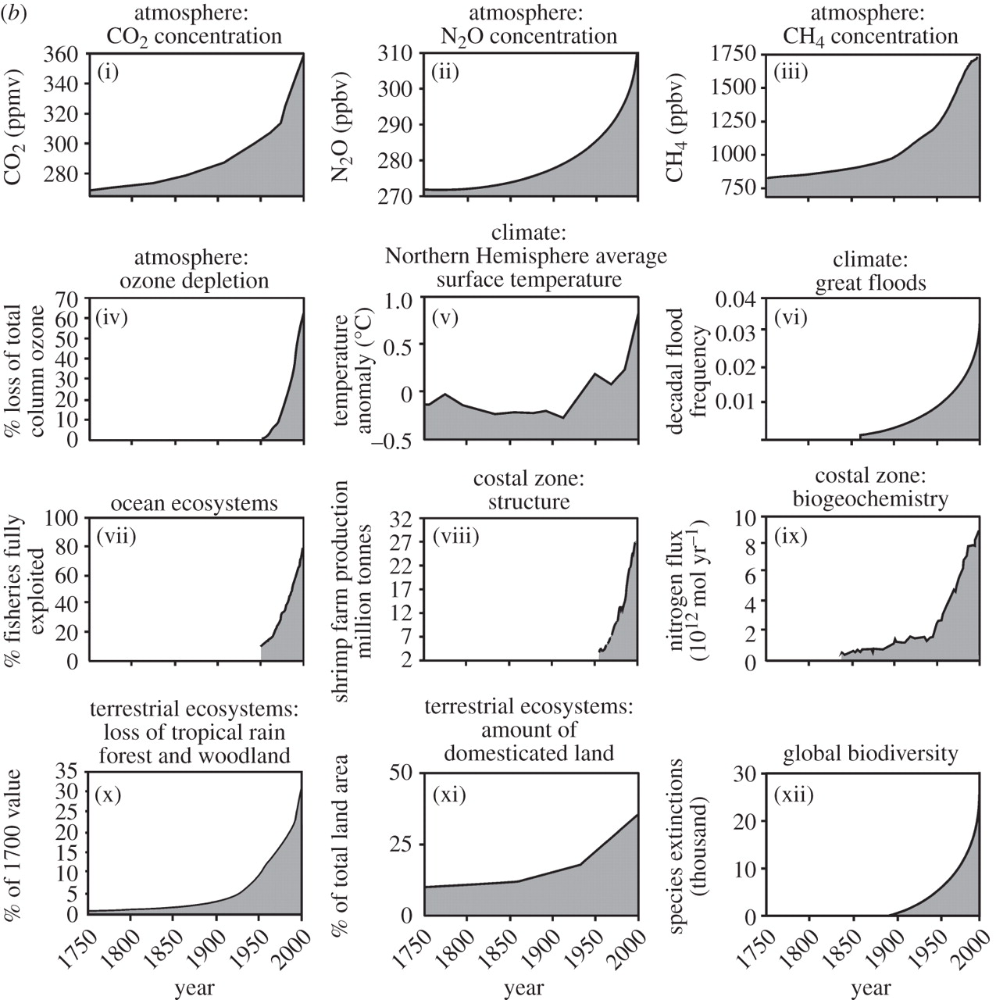 (b)
atmosphere:
CO2 concentration
CO2 (ppmv)
360
340
320
300
280
(i)
atmosphere:
N2O concentration
N2O (ppbv)
310
300
290
280
270
(ii)
atmosphere:
CH4 concentration
CH4 (ppbv)
1750
1500
1250
1000
750
(iii)
atmosphere:
ozone depletion
% loss of total
column ozone
70
60
50
40
30
20
10
0
(iv)
climate:
Northern Hemisphere average
surface temperature
temperature
anomaly (°C)
1.0
0.5
0
–0.5
(v)
climate:
great floods
decadal flood
frequency
0.04
0.03
0.02
0.01
(vi)
ocean ecosystems
% fisheries fully
exploited
100
80
60
40
20
0
(vii)
costal zone:
structure
shrimp farm production
million tonnes
32
27
22
17
12
7
2
(viii)
costal zone:
biogeochemistry
nitrogen flux
(10^12 mol yr^−1)
10
8
6
4
2
0
(ix)
terrestrial ecosystems:
loss of tropical rain
forest and woodland
% of 1700 value
35
30
25
20
15
10
5
0
(x)
1750 1800 1850 1900 1950 2000
year
terrestrial ecosystems:
amount of
domesticated land
% of total land area
50
25
0
(xi)
1750 1800 1850 1900 1950 2000
year
global biodiversity
species extinctions
(thousand)
30
20
10
0
(xii)
1750 1800 1850 1900 1950 2000
year